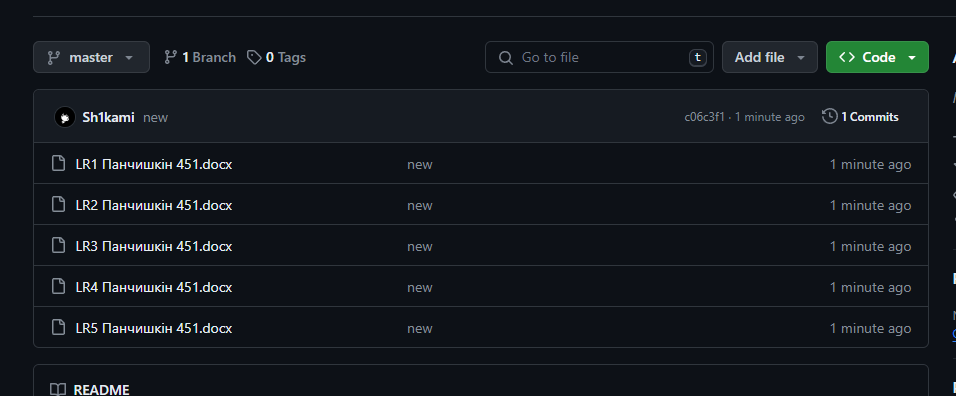 master 1 Branch 0 Tags Go to file t Add file Code
Sh1kami new c06c3f1 · 1 minute ago 1 Commits
LR1 Панчишкін 451.docx new 1 minute ago
LR2 Панчишкін 451.docx new 1 minute ago
LR3 Панчишкін 451.docx new 1 minute ago
LR4 Панчишкін 451.docx new 1 minute ago
LR5 Панчишкін 451.docx new 1 minute ago
README